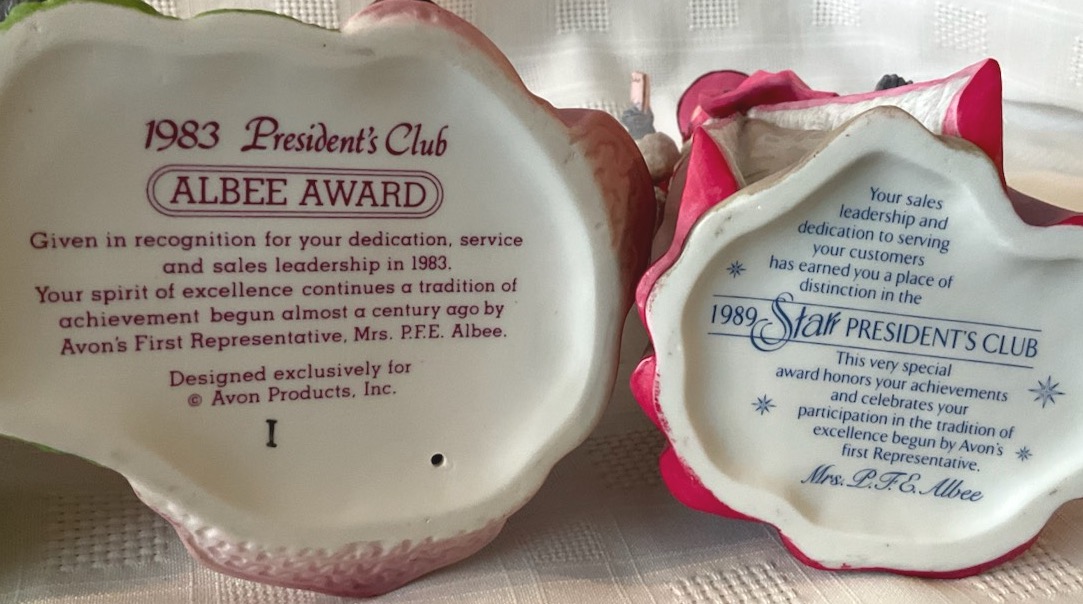 1983 President's Club
ALBEE AWARD
Given in recognition for your dedication, service
and sales leadership in 1983.
Your spirit of excellence continues a tradition of
achievement begun almost a century ago by
Avon's First Representative, Mrs. P.F.E. Albee.
Designed exclusively for
© Avon Products, Inc.
I
Your sales
leadership and
dedication to serving
your customers
has earned you a place of
distinction in the
1989 Starr PRESIDENT'S CLUB
This very special
award honors your achievements
and celebrates your
participation in the tradition of
excellence begun by Avon's
first Representative.
Mrs. P.F.E. Albee